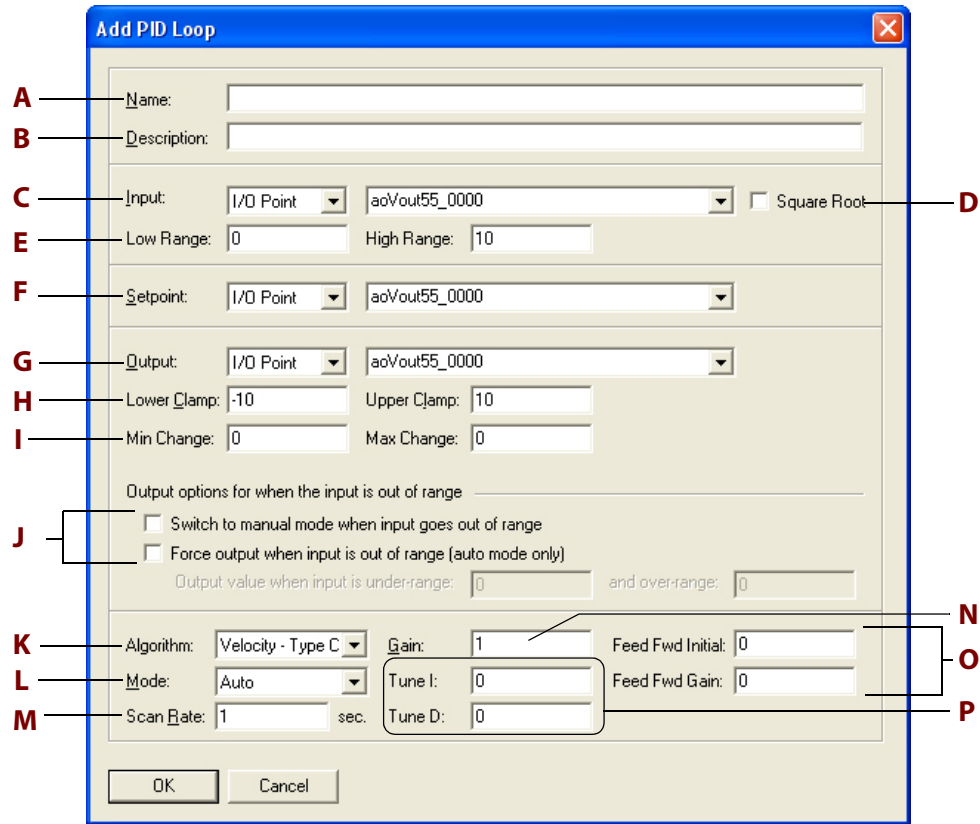 Add PID Loop
A Name:
B Description:
C Input: I/O Point aoVout55_0000 Square Root D
E Low Range: 0 High Range: 10
F Setpoint: I/O Point aoVout55_0000
G Output: I/O Point aoVout55_0000
H Lower Clamp: -10 Upper Clamp: 10
I Min Change: 0 Max Change: 0
Output options for when the input is out of range
J
Switch to manual mode when input goes out of range
Force output when input is out of range (auto mode only)
Output value when input is under-range: 0 and over-range: 0
N
K Algorithm: Velocity - Type C Gain: 1 Feed Fwd Initial: 0
O
L Mode: Auto Tune I: 0 Feed Fwd Gain: 0
M Scan Rate: 1 sec. Tune D: 0 P
OK Cancel